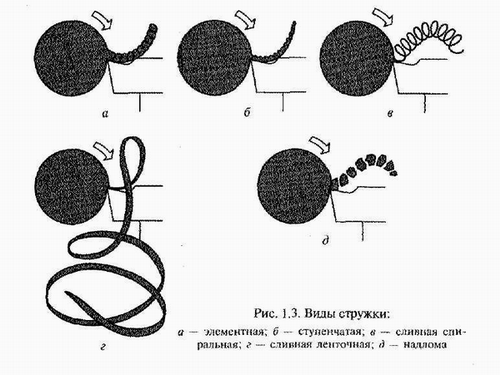 а
б
в
г
д
Рис. 1.3. Виды стружки:
а — элементная; б — ступенчатая; в — сливная спи-
ральная; г — сливная ленточная; д — надлома